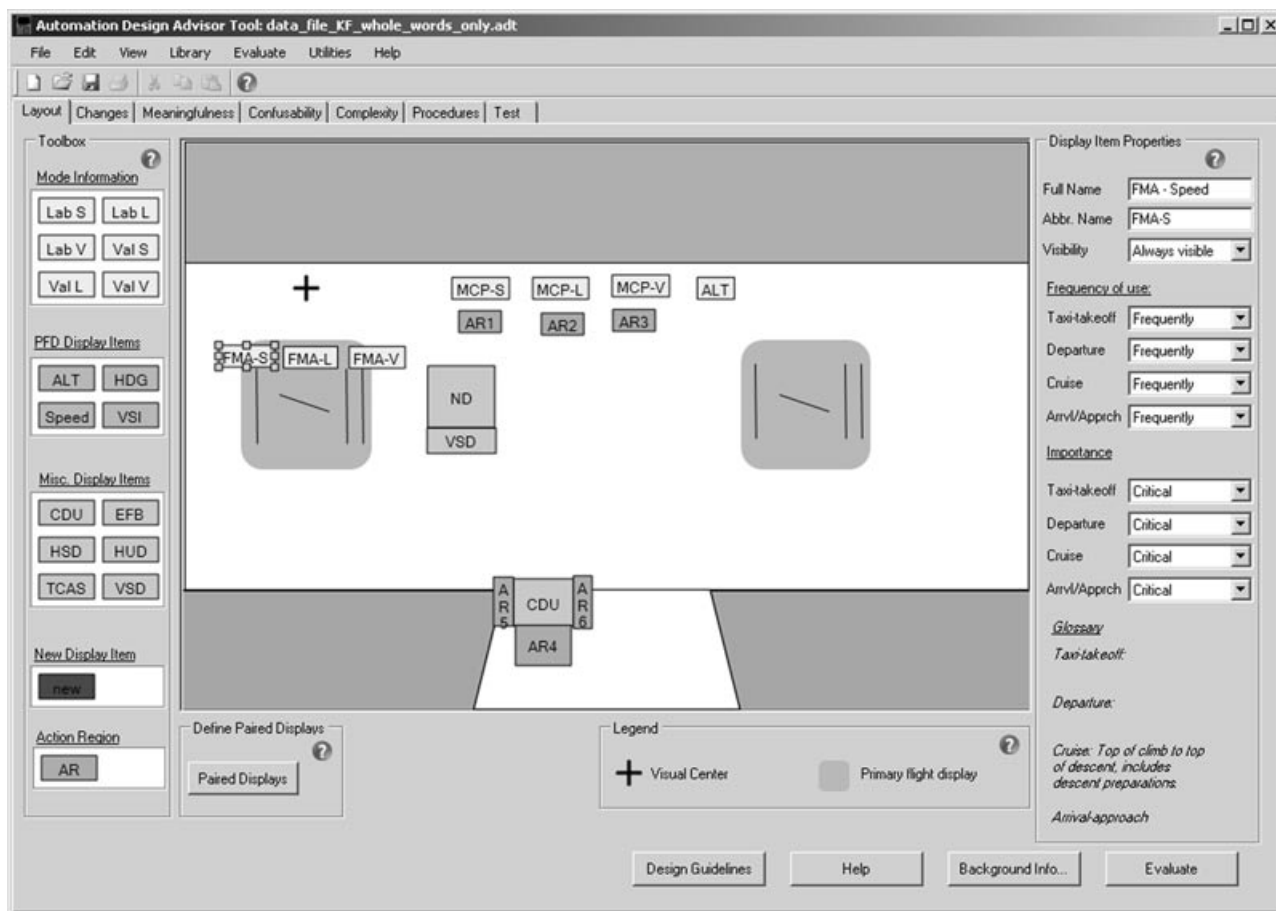 Automation Design Advisor Tool: data_file_KF_whole_words_only.adt
File Edit View Library Evaluate Utilities Help
Layout Changes Meaningfulness Confusability Complexity Procedures Test
Toolbox
Mode Information
Lab S Lab L
Lab V Val S
Val L Val V
PFD Display Items
ALT HDG
Speed VSI
Misc. Display Items
CDU EFB
HSD HUD
TCAS VSD
New Display Item
new
Action Region
AR
MCP-S MCP-L MCP-V ALT
AR1 AR2 AR3
FMA-S FMA-L FMA-V
ND
VSD
AR5 CDU AR6
AR4
Define Paired Displays
Paired Displays
Legend
Visual Center Primary flight display
Display Item Properties
Full Name FMA - Speed
Abbr. Name FMA-S
Visibility Always visible
Frequency of use:
Taxi-takeoff Frequently
Departure Frequently
Cruise Frequently
Arrvl/Apprch Frequently
Importance
Taxi-takeoff Critical
Departure Critical
Cruise Critical
Arrvl/Apprch Critical
Glossary
Taxi-takeoff:
Departure:
Cruise: Top of climb to top
of descent, includes
descent preparations.
Arrival-approach
Design Guidelines Help Background Info... Evaluate